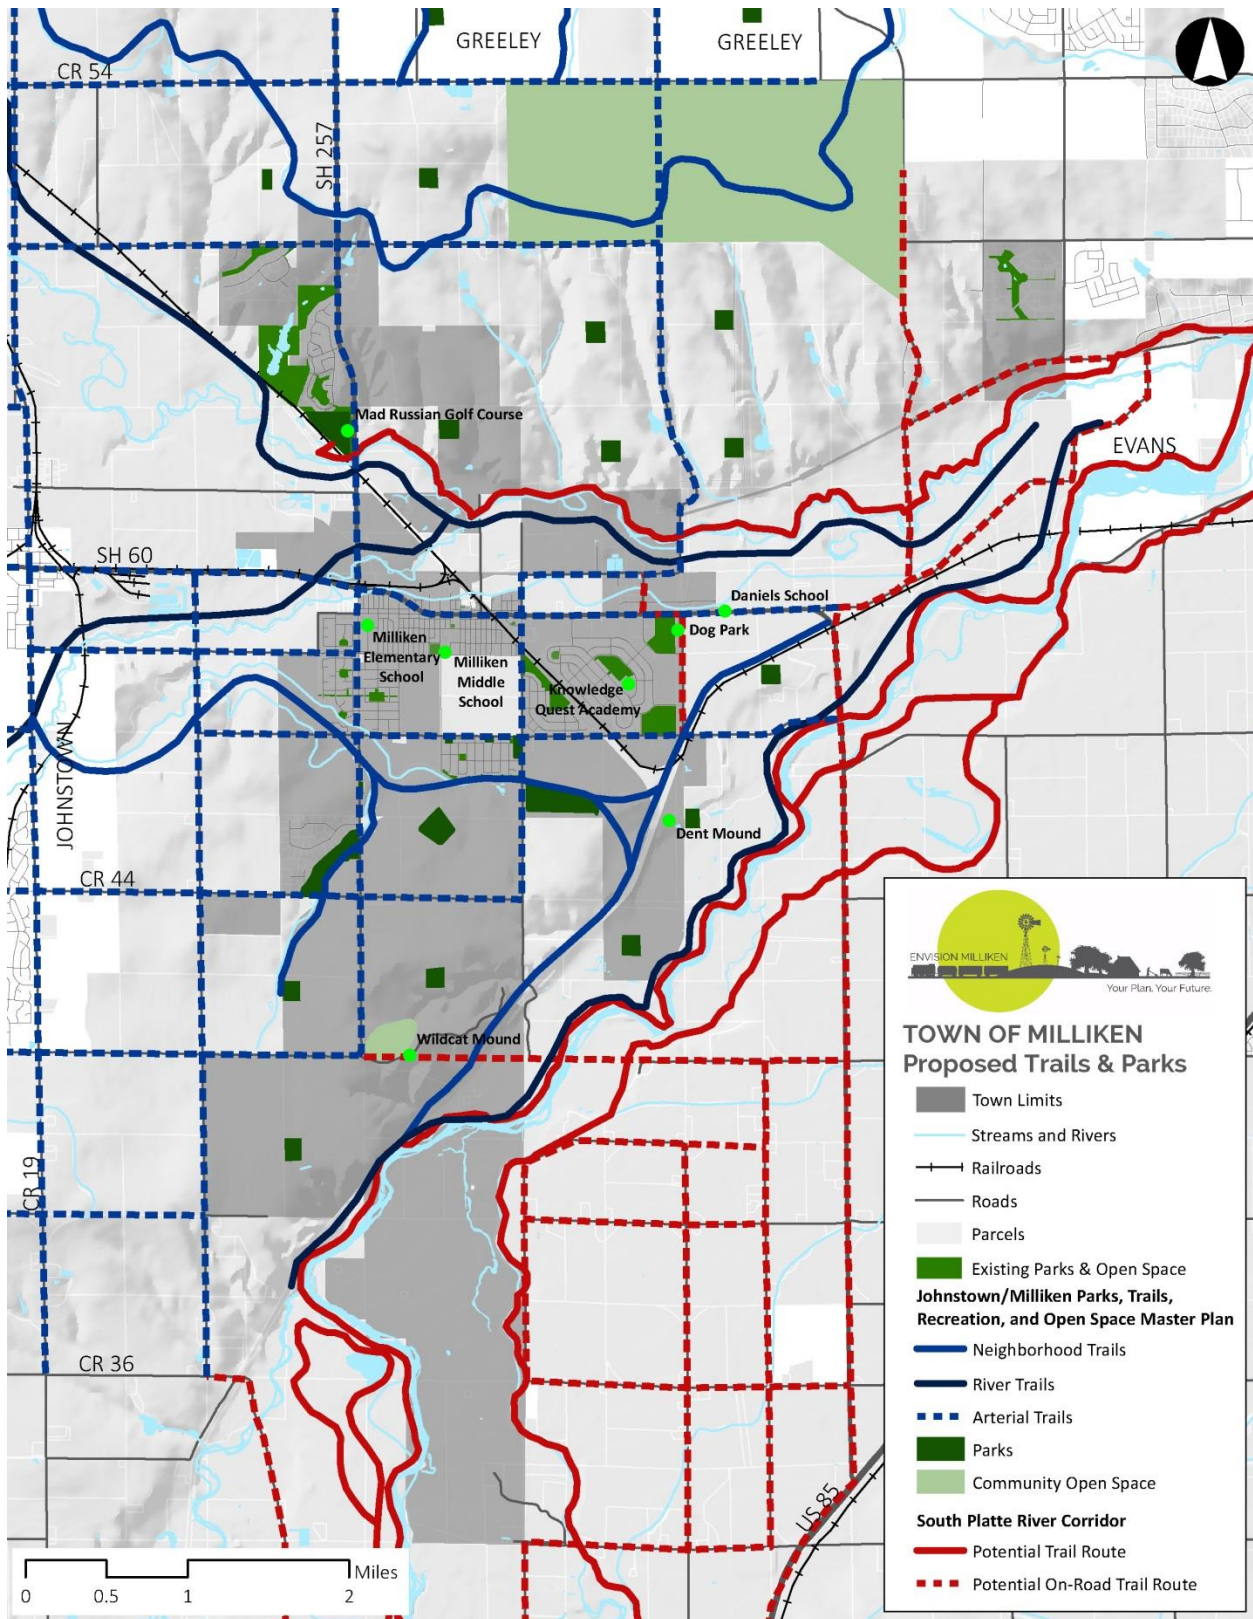 GREELEY
GREELEY
CR 54
SH 257
Mad Russian Golf Course
EVANS
SH 60
Daniels School
Dog Park
Milliken
Elementary
School
Milliken
Middle
School
Knowledge
Quest Academy
JOHNSTOWN
Dent Mound
CR 44
Wildcat Mound
CR 19
CR 36
US 85
ENVISION MILLIKEN
Your Plan. Your Future.
TOWN OF MILLIKEN
Proposed Trails & Parks
Town Limits
Streams and Rivers
Railroads
Roads
Parcels
Existing Parks & Open Space
Johnstown/Milliken Parks, Trails,
Recreation, and Open Space Master Plan
Neighborhood Trails
River Trails
Arterial Trails
Parks
Community Open Space
South Platte River Corridor
Potential Trail Route
Potential On-Road Trail Route
Miles
0 0.5 1 2